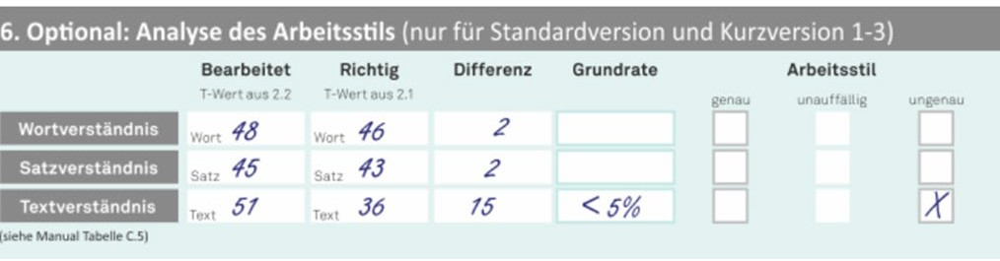 6. Optional: Analyse des Arbeitsstils (nur für Standardversion und Kurzversion 1-3)
Bearbeitet Richtig Differenz Grundrate Arbeitsstil
T-Wert aus 2.2 T-Wert aus 2.1 genau unauffällig ungenau
Wortverständnis Wort 48 Wort 46 2
Satzverständnis Satz 45 Satz 43 2
Textverständnis Text 51 Text 36 15 < 5% X
(siehe Manual Tabelle C.5)